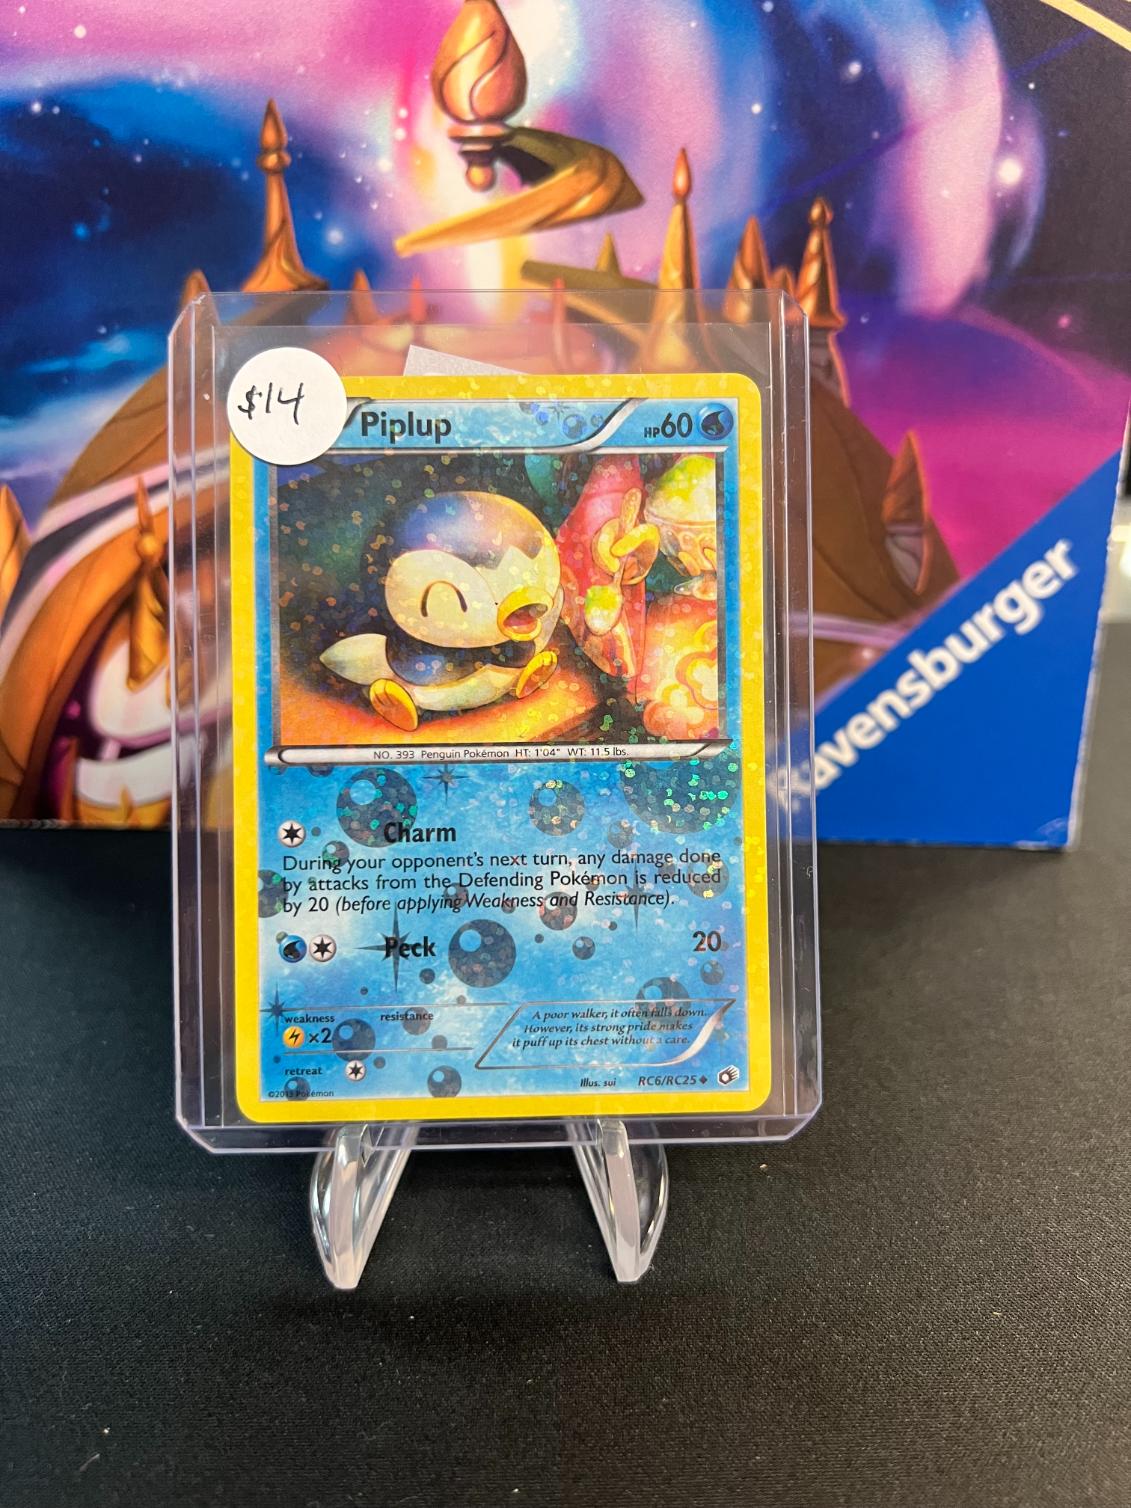 $14
Piplup
HP60
NO. 393 Penguin Pokémon HT: 1'04" WT: 11.5 lbs.
Charm
During your opponent's next turn, any damage done
by attacks from the Defending Pokémon is reduced
by 20 (before applying Weakness and Resistance).
Peck 20
weakness resistance
×2
A poor walker, it often falls down.
However, its strong pride makes
it puff up its chest without a care.
retreat
Illus. sui RC6/RC25
©2013 Pokémon
Ravensburger